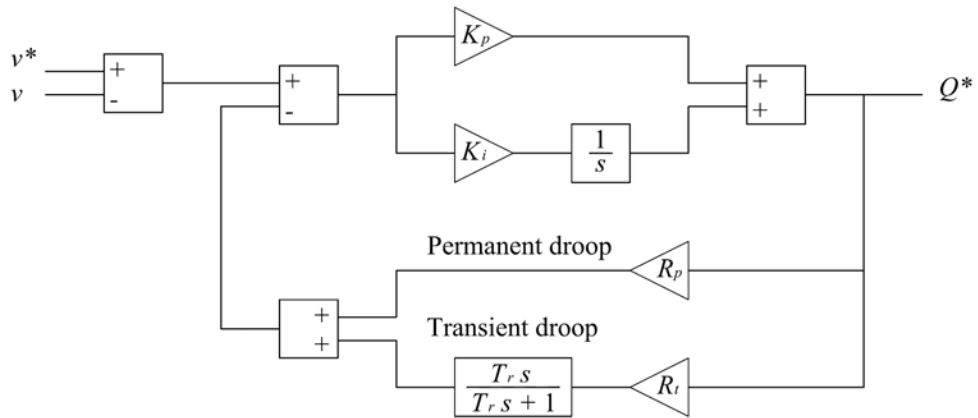 v*
v
+
-
+
-
K_p
K_i
1
s
+
+
Q*
Permanent droop
R_p
+
+
Transient droop
T_r s
T_r s + 1
R_t